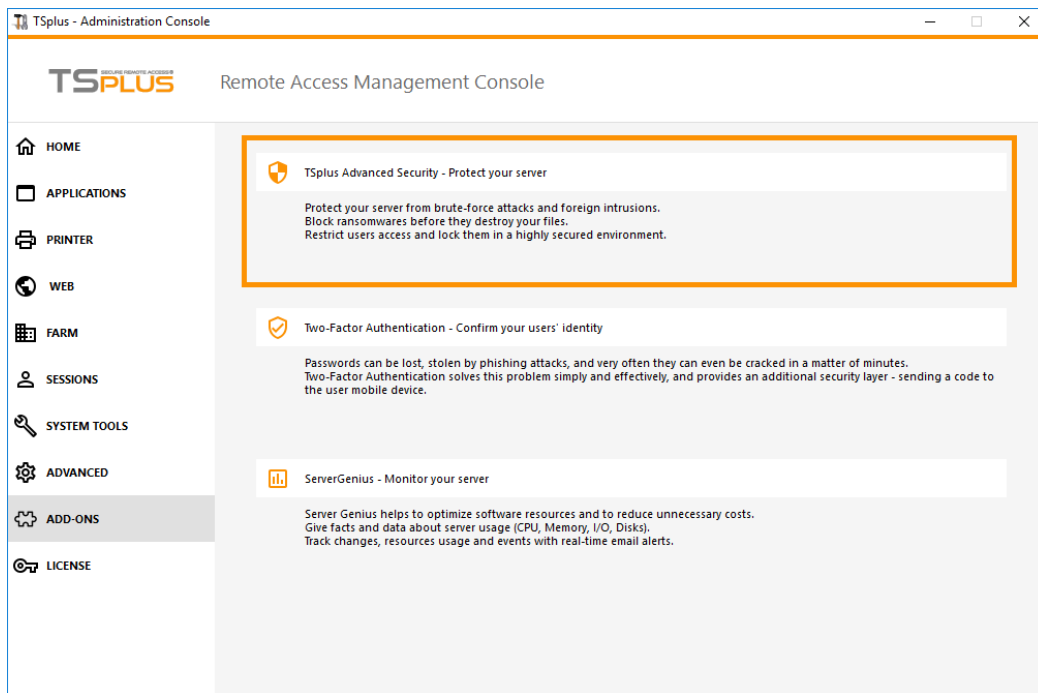 TSplus - Administration Console
SECURE REMOTE ACCESS
TSPLUS
Remote Access Management Console
HOME
APPLICATIONS
PRINTER
WEB
FARM
SESSIONS
SYSTEM TOOLS
ADVANCED
ADD-ONS
LICENSE
TSplus Advanced Security - Protect your server
Protect your server from brute-force attacks and foreign intrusions.
Block ransomwares before they destroy your files.
Restrict users access and lock them in a highly secured environment.
Two-Factor Authentication - Confirm your users' identity
Passwords can be lost, stolen by phishing attacks, and very often they can even be cracked in a matter of minutes.
Two-Factor Authentication solves this problem simply and effectively, and provides an additional security layer - sending a code to
the user mobile device.
ServerGenius - Monitor your server
Server Genius helps to optimize software resources and to reduce unnecessary costs.
Give facts and data about server usage (CPU, Memory, I/O, Disks).
Track changes, resources usage and events with real-time email alerts.